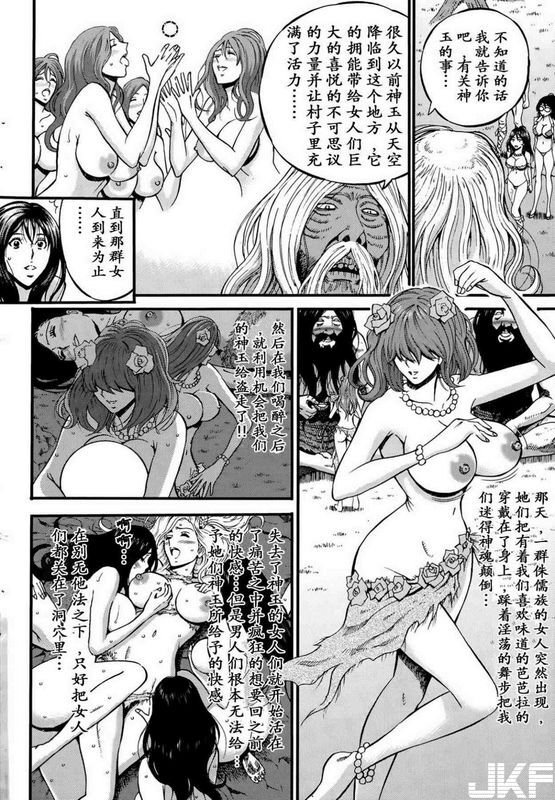 不知道的话
我就告诉你
吧，有关神
玉的事…
很久以前神玉从天空
降临到这个地方，它
的拥能带给女人们巨
大的喜悦的不可思议
的力量并让村子里充
满了活力……
直到那群女
人到来为止
……
那天，一群侏儒族的女人突然出现，
她们把有着我们喜欢味道的芭芭拉
穿戴在了身上，踩着淫荡的舞步把我
们迷得神魂颠倒…
然后在我们喝醉之后
，就利用机会把我们
的神玉给盗走了!!
失去了神玉的女人们就开始活在
了痛苦之中并疯狂的想要回之前
的快感…但是男人们根本无法给
予她们神玉所给予的快感
……
在别无他法之下，只好把女人
们都关在了洞穴里…
啊
啊
JKF